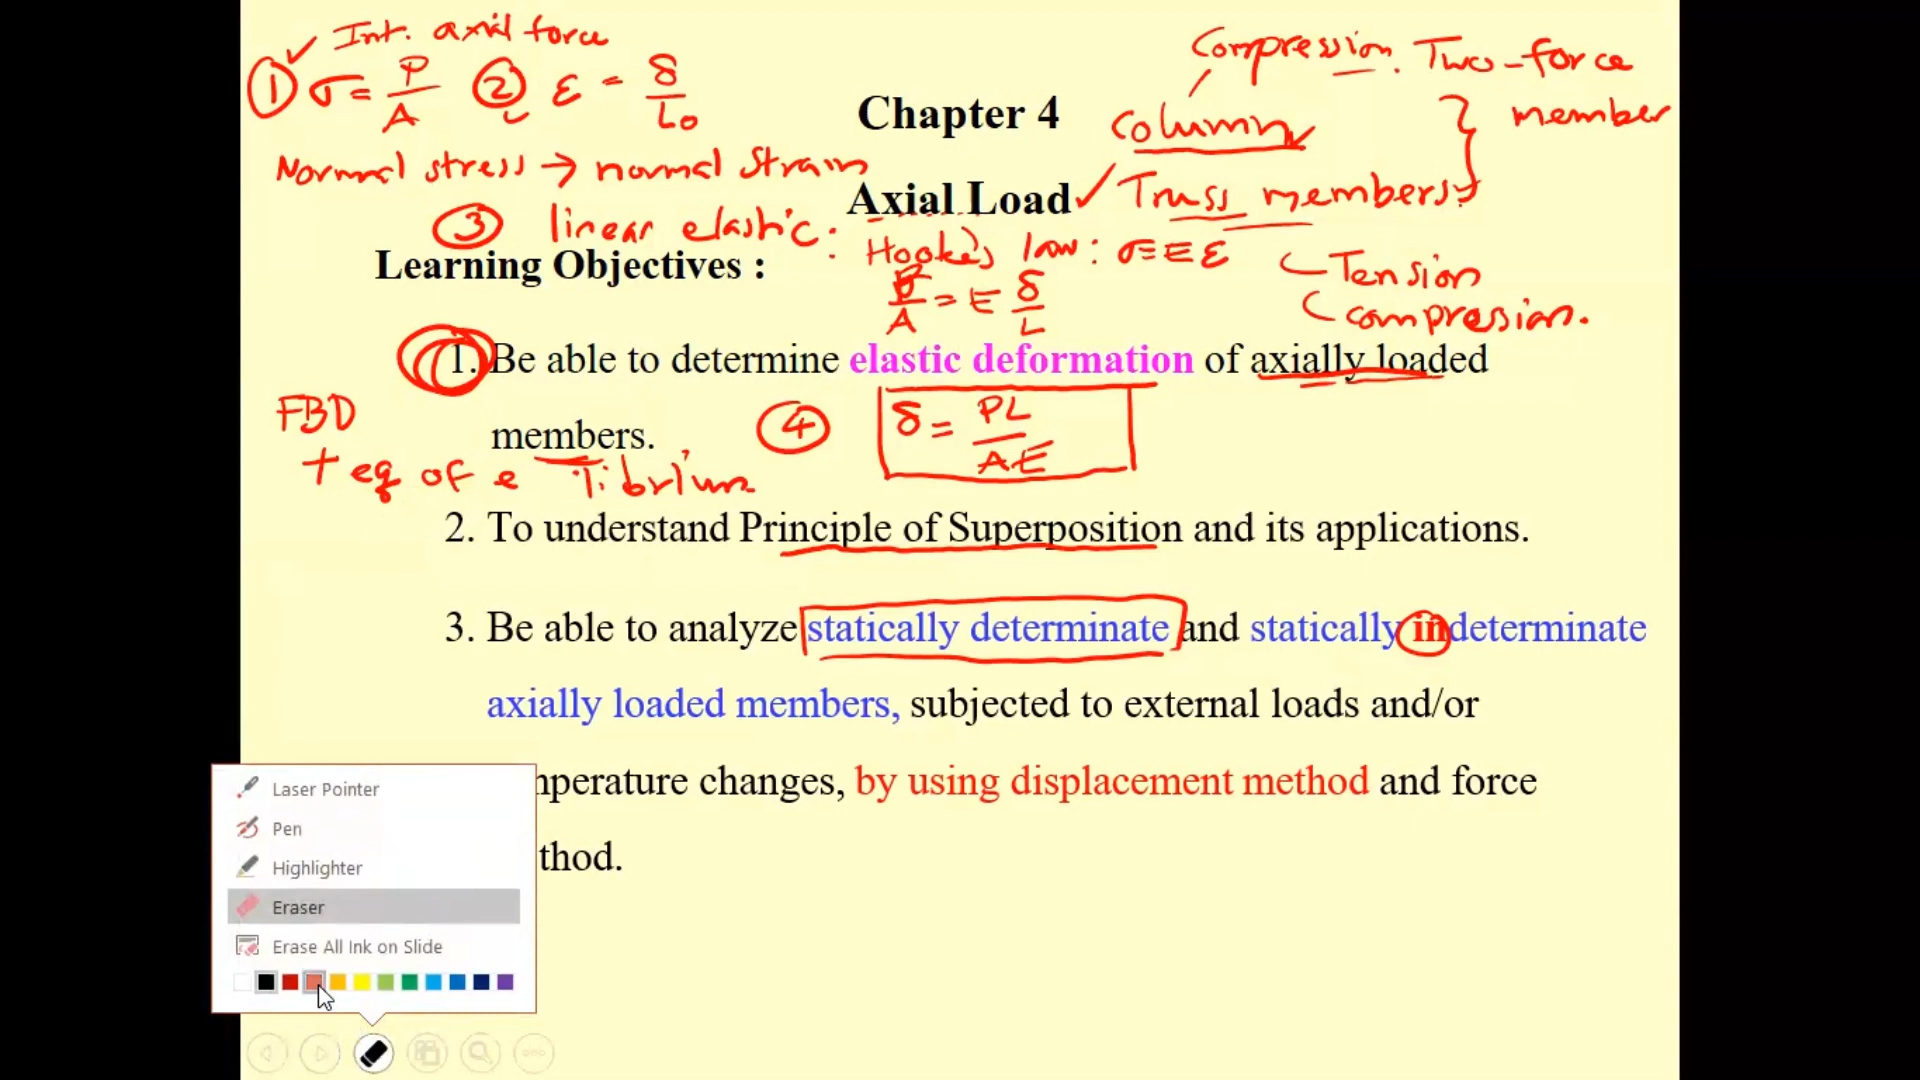 Int. axial force
① σ = P/A ② ε = δ/L₀
Compression. Two-force
member
Chapter 4
Column
Normal stress → normal strain
Axial Load
Truss members
③ linear elastic: Hooke's law: σ = E ε
Learning Objectives :
P/A = E δ/L
Tension
compression.
1. Be able to determine elastic deformation of axially loaded
members.
FBD
+ eq of e
librium
④ δ = PL/AE
2. To understand Principle of Superposition and its applications.
3. Be able to analyze statically determinate and statically indeterminate
axially loaded members, subjected to external loads and/or
mperature changes, by using displacement method and force
thod.
Laser Pointer
Pen
Highlighter
Eraser
Erase All Ink on Slide